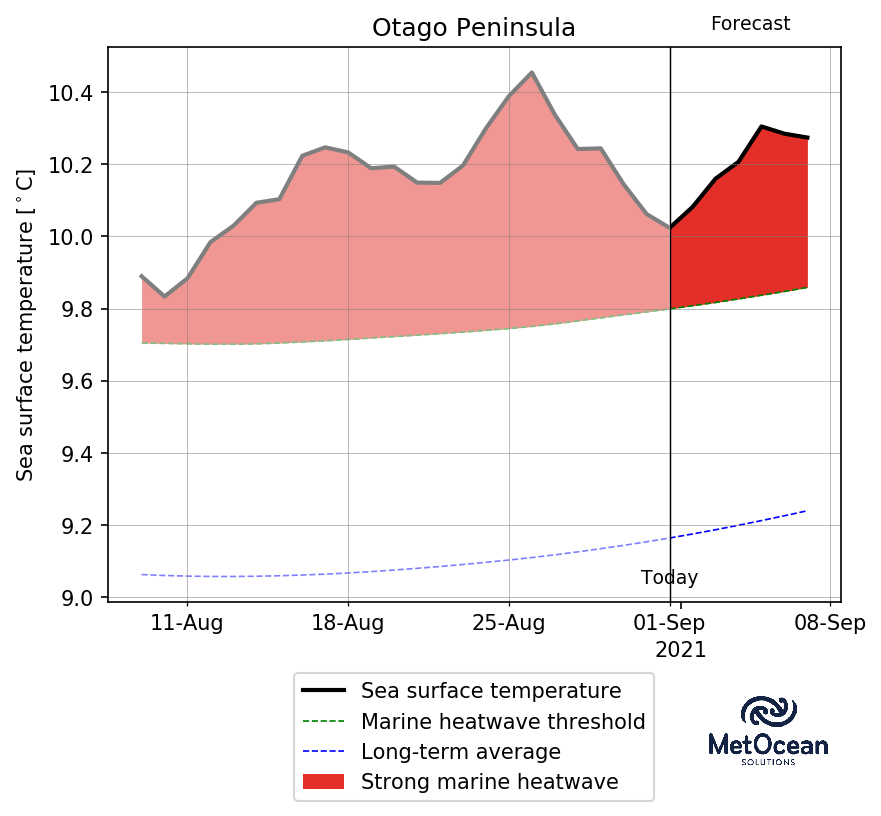 Otago Peninsula
Forecast
Sea surface temperature [°C]
10.4
10.2
10.0
9.8
9.6
9.4
9.2
9.0
Today
11-Aug
18-Aug
25-Aug
01-Sep
08-Sep
2021
Sea surface temperature
Marine heatwave threshold
Long-term average
Strong marine heatwave
MetOcean
SOLUTIONS